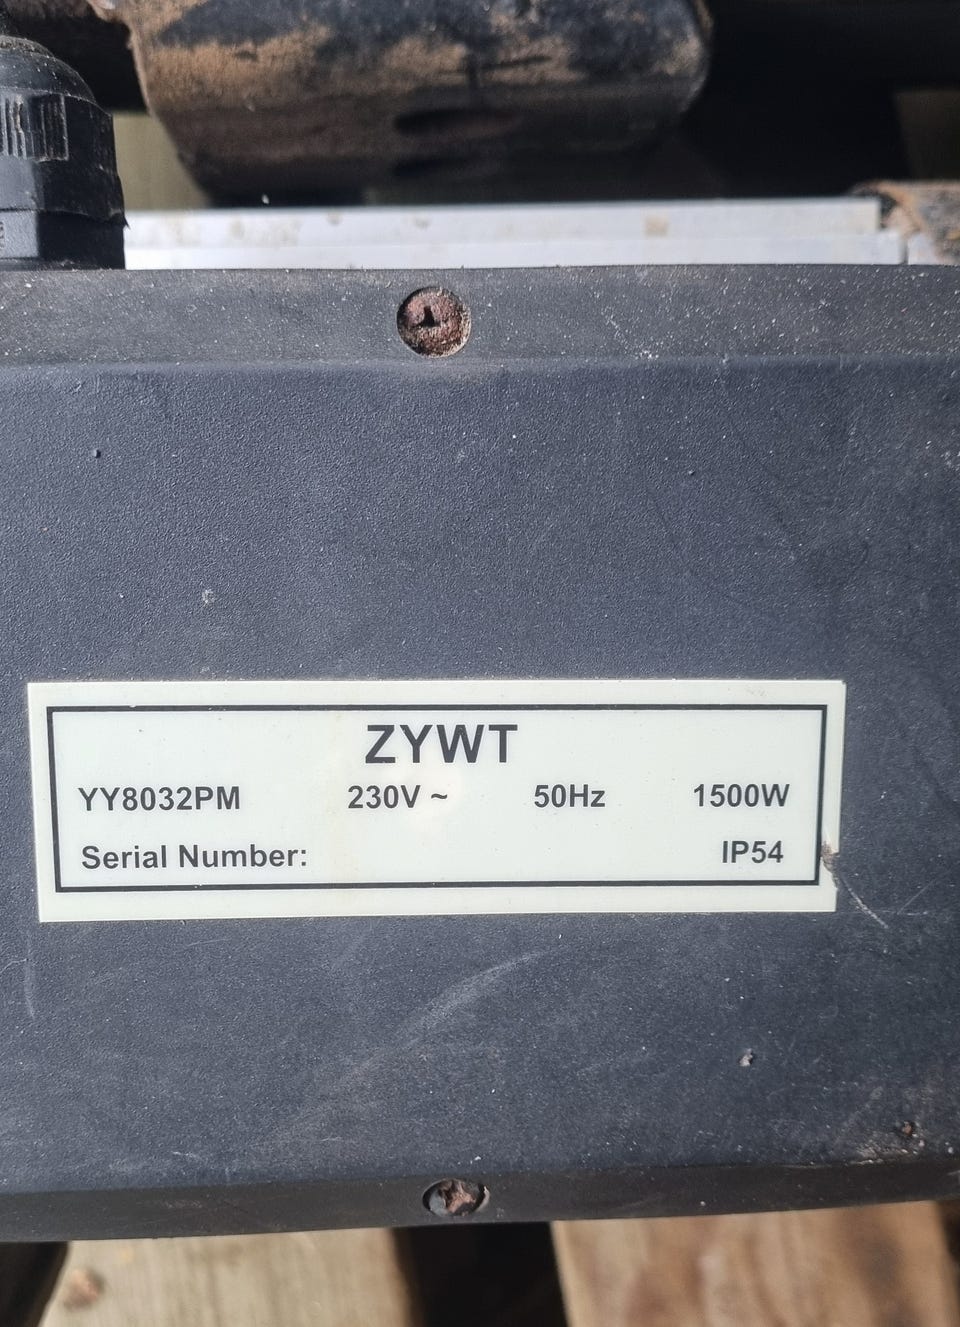 ZYWT
YY8032PM 230V ~ 50Hz 1500W
Serial Number: IP54